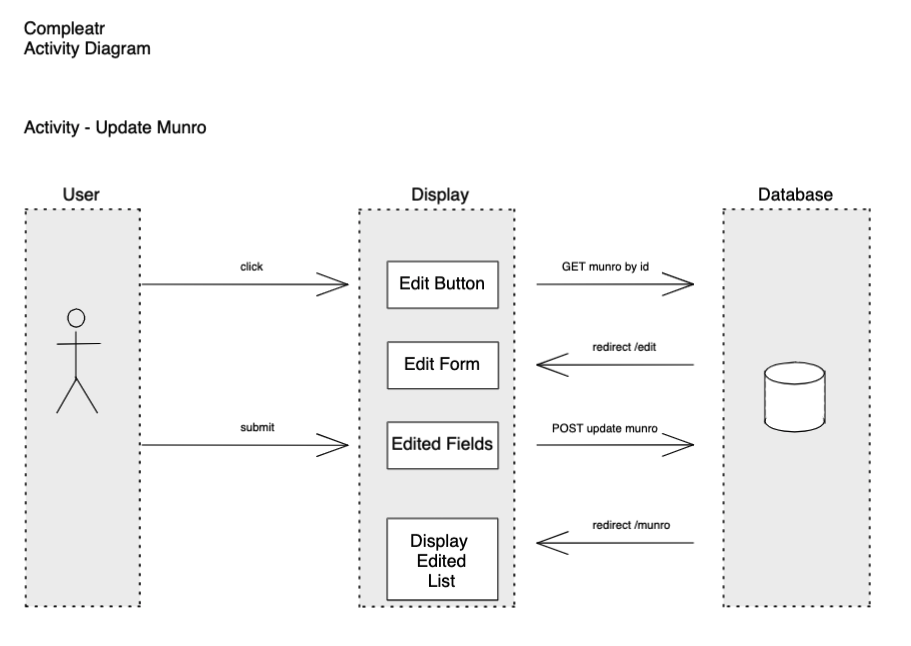 Compleatr
Activity Diagram
Activity - Update Munro
User
Display
Database
click
Edit Button
GET munro by id
Edit Form
redirect /edit
submit
Edited Fields
POST update munro
Display
Edited
List
redirect /munro